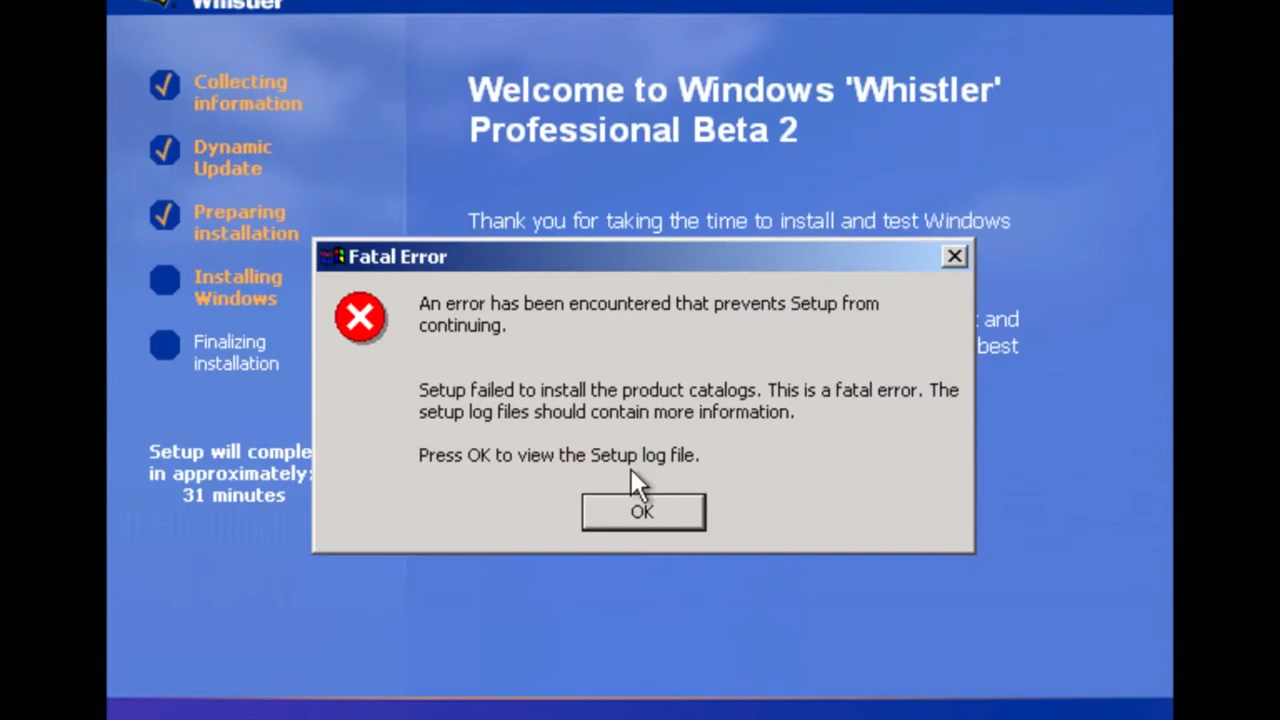 Whistler
Collecting
information
Dynamic
Update
Preparing
installation
Installing
Windows
Finalizing
installation
Setup will comple
in approximately:
31 minutes
Welcome to Windows 'Whistler'
Professional Beta 2
Thank you for taking the time to install and test Windows
and
best
Fatal Error
An error has been encountered that prevents Setup from
continuing.
Setup failed to install the product catalogs. This is a fatal error. The
setup log files should contain more information.
Press OK to view the Setup log file.
OK